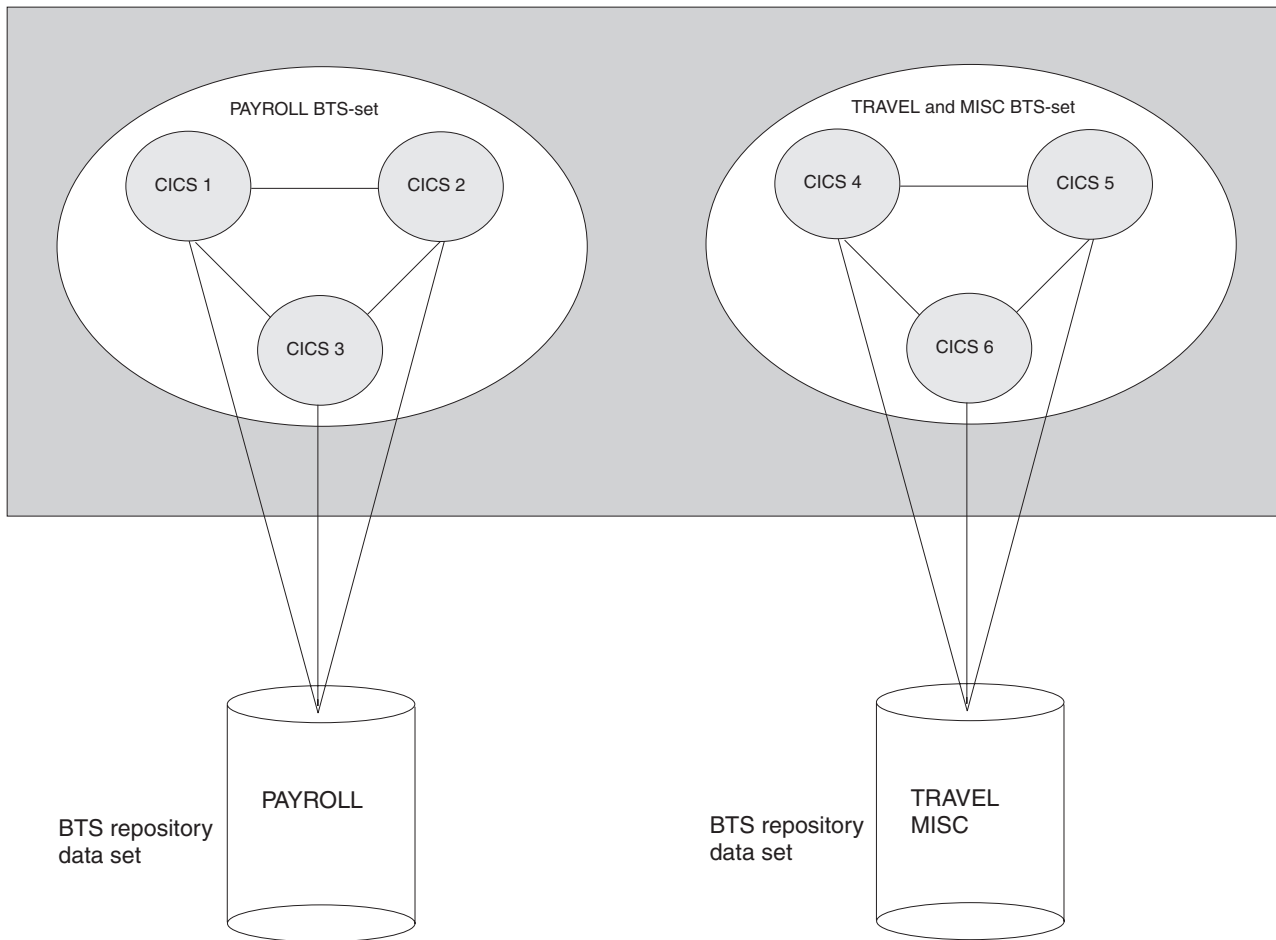 PAYROLL BTS-set
CICS 1
CICS 2
CICS 3
TRAVEL and MISC BTS-set
CICS 4
CICS 5
CICS 6
PAYROLL
BTS repository
data set
TRAVEL
MISC
BTS repository
data set